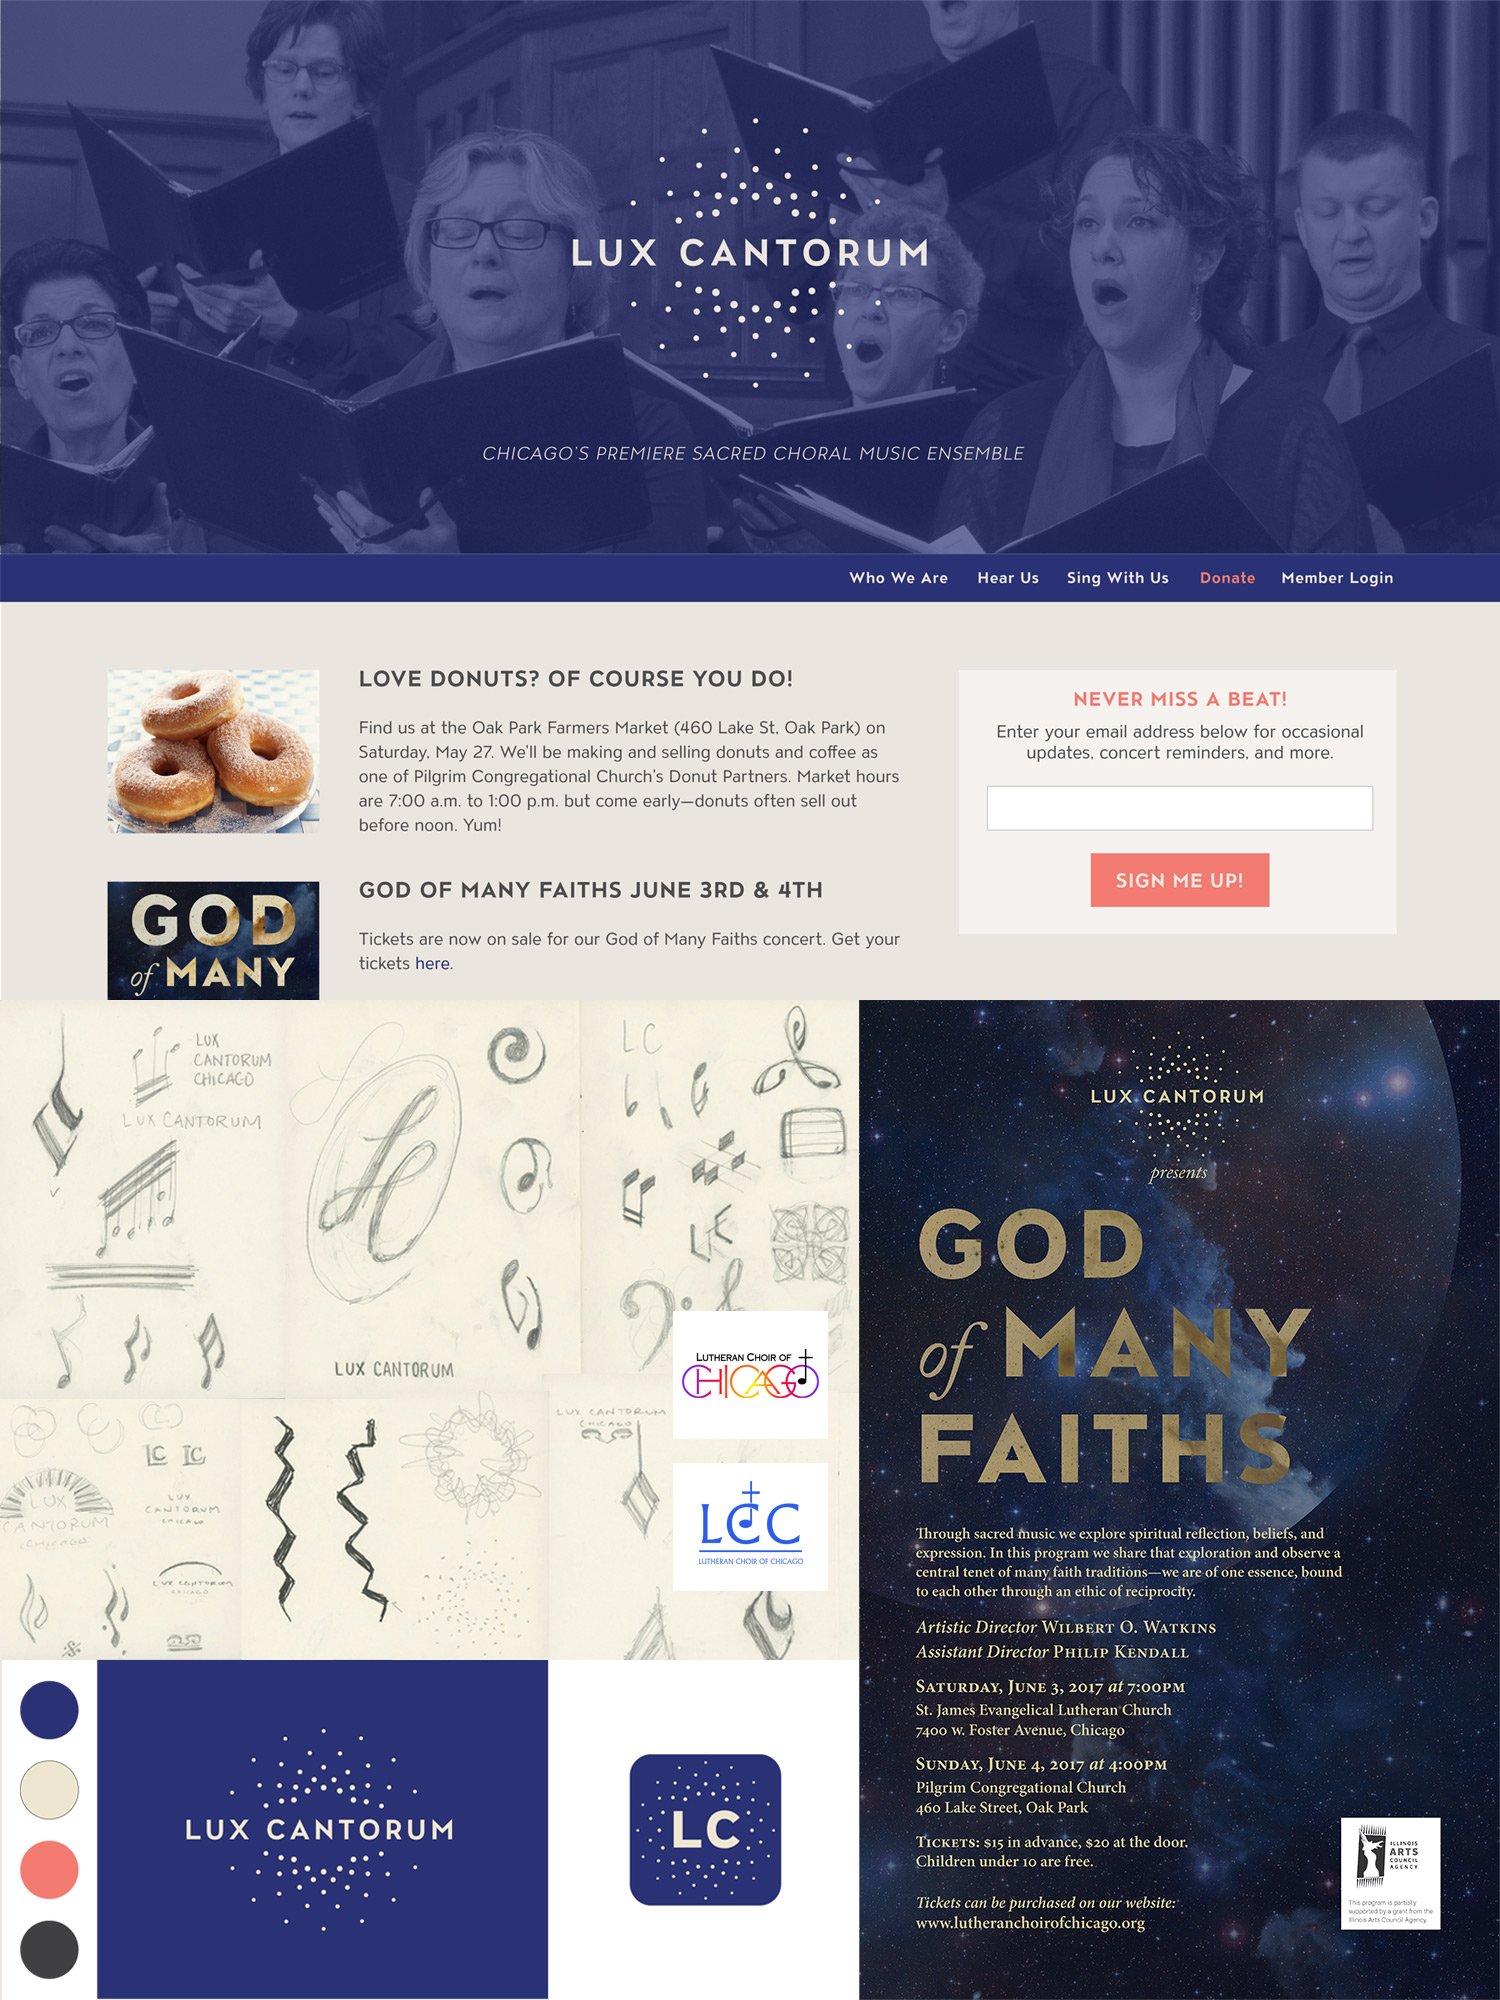 LUX CANTORUM
CHICAGO'S PREMIERE SACRED CHORAL MUSIC ENSEMBLE
Who We Are Hear Us Sing With Us Donate Member Login
LOVE DONUTS? OF COURSE YOU DO!
Find us at the Oak Park Farmers Market (460 Lake St, Oak Park) on
Saturday, May 27. We'll be making and selling donuts and coffee as
one of Pilgrim Congregational Church's Donut Partners. Market hours
are 7:00 a.m. to 1:00 p.m. but come early—donuts often sell out
before noon. Yum!
NEVER MISS A BEAT!
Enter your email address below for occasional
updates, concert reminders, and more.
SIGN ME UP!
GOD
of MANY
GOD OF MANY FAITHS JUNE 3RD & 4TH
Tickets are now on sale for our God of Many Faiths concert. Get your
tickets here.
LUX
CANTORUM
CHICAGO
LUX CANTORUM
LC
LUX CANTORUM
LUTHERAN CHOIR OF
CHICAGO
LC LC
LUX
CANTORUM
CHICAGO
LUX
CANTORUM
CHICAGO
LUX CANTORUM
CHICAGO
LUX CANTORUM
CHICAGO
LCC
LUTHERAN CHOIR OF CHICAGO
LUX CANTORUM
LC
LUX CANTORUM
presents
GOD
of MANY
FAITHS
Through sacred music we explore spiritual reflection, beliefs, and
expression. In this program we share that exploration and observe a
central tenet of many faith traditions—we are of one essence, bound
to each other through an ethic of reciprocity.
Artistic Director WILBERT O. WATKINS
Assistant Director PHILIP KENDALL
SATURDAY, JUNE 3, 2017 at 7:00PM
St. James Evangelical Lutheran Church
7400 w. Foster Avenue, Chicago
SUNDAY, JUNE 4, 2017 at 4:00PM
Pilgrim Congregational Church
460 Lake Street, Oak Park
TICKETS: $15 in advance, $20 at the door.
Children under 10 are free.
Tickets can be purchased on our website:
www.lutheranchoirofchicago.org
ILLINOIS
ARTS
COUNCIL
AGENCY
This program is partially
supported by a grant from the
Illinois Arts Council Agency.